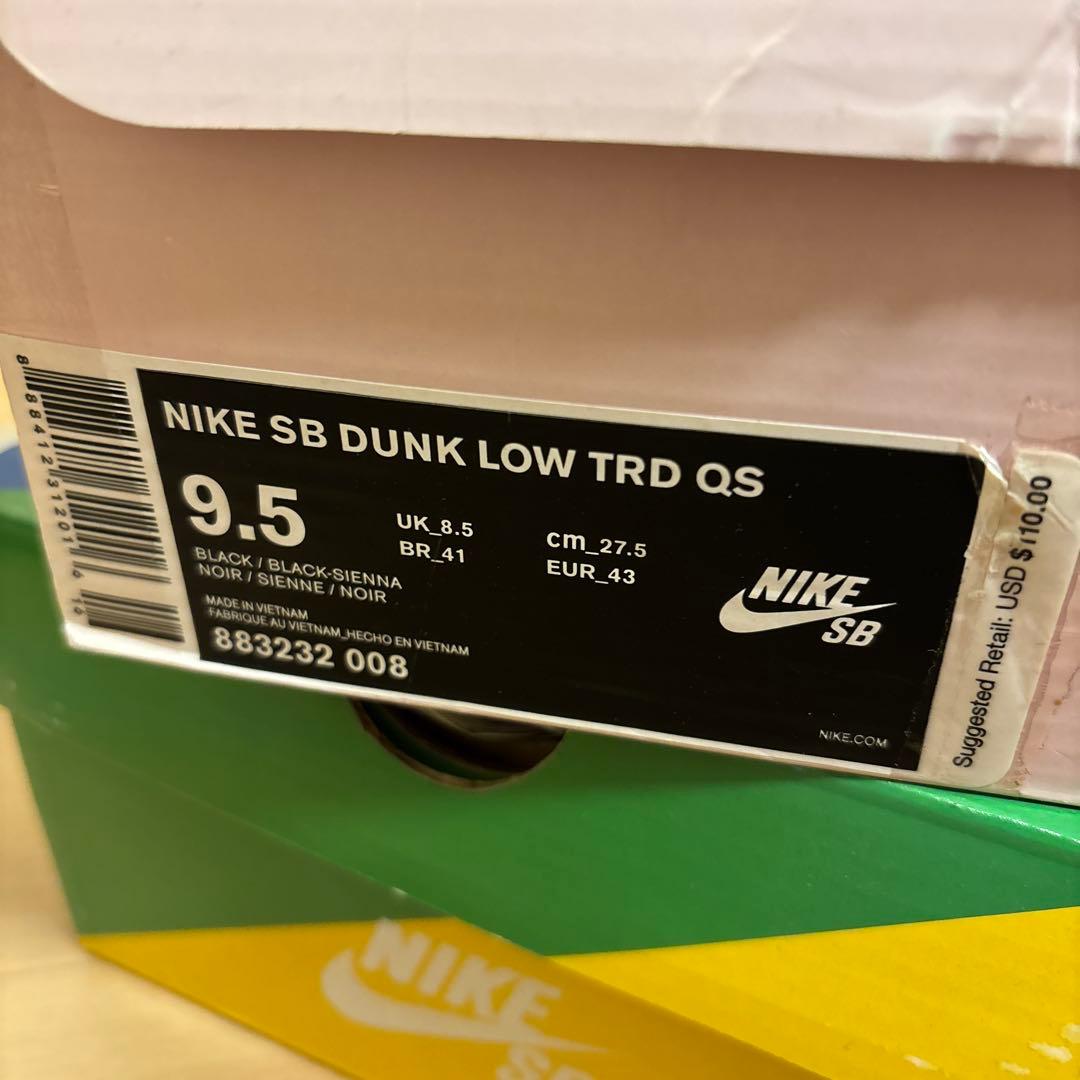 NIKE SB DUNK LOW TRD QS
9.5
UK_8.5
BR_41
cm_27.5
EUR_43
BLACK / BLACK-SIENNA
NOIR / SIENNE / NOIR
MADE IN VIETNAM
FABRIQUE AU VIETNAM_HECHO EN VIETNAM
883232 008
NIKE
SB
NIKE.COM
Suggested Retail: USD $110.00
NIKE
SB